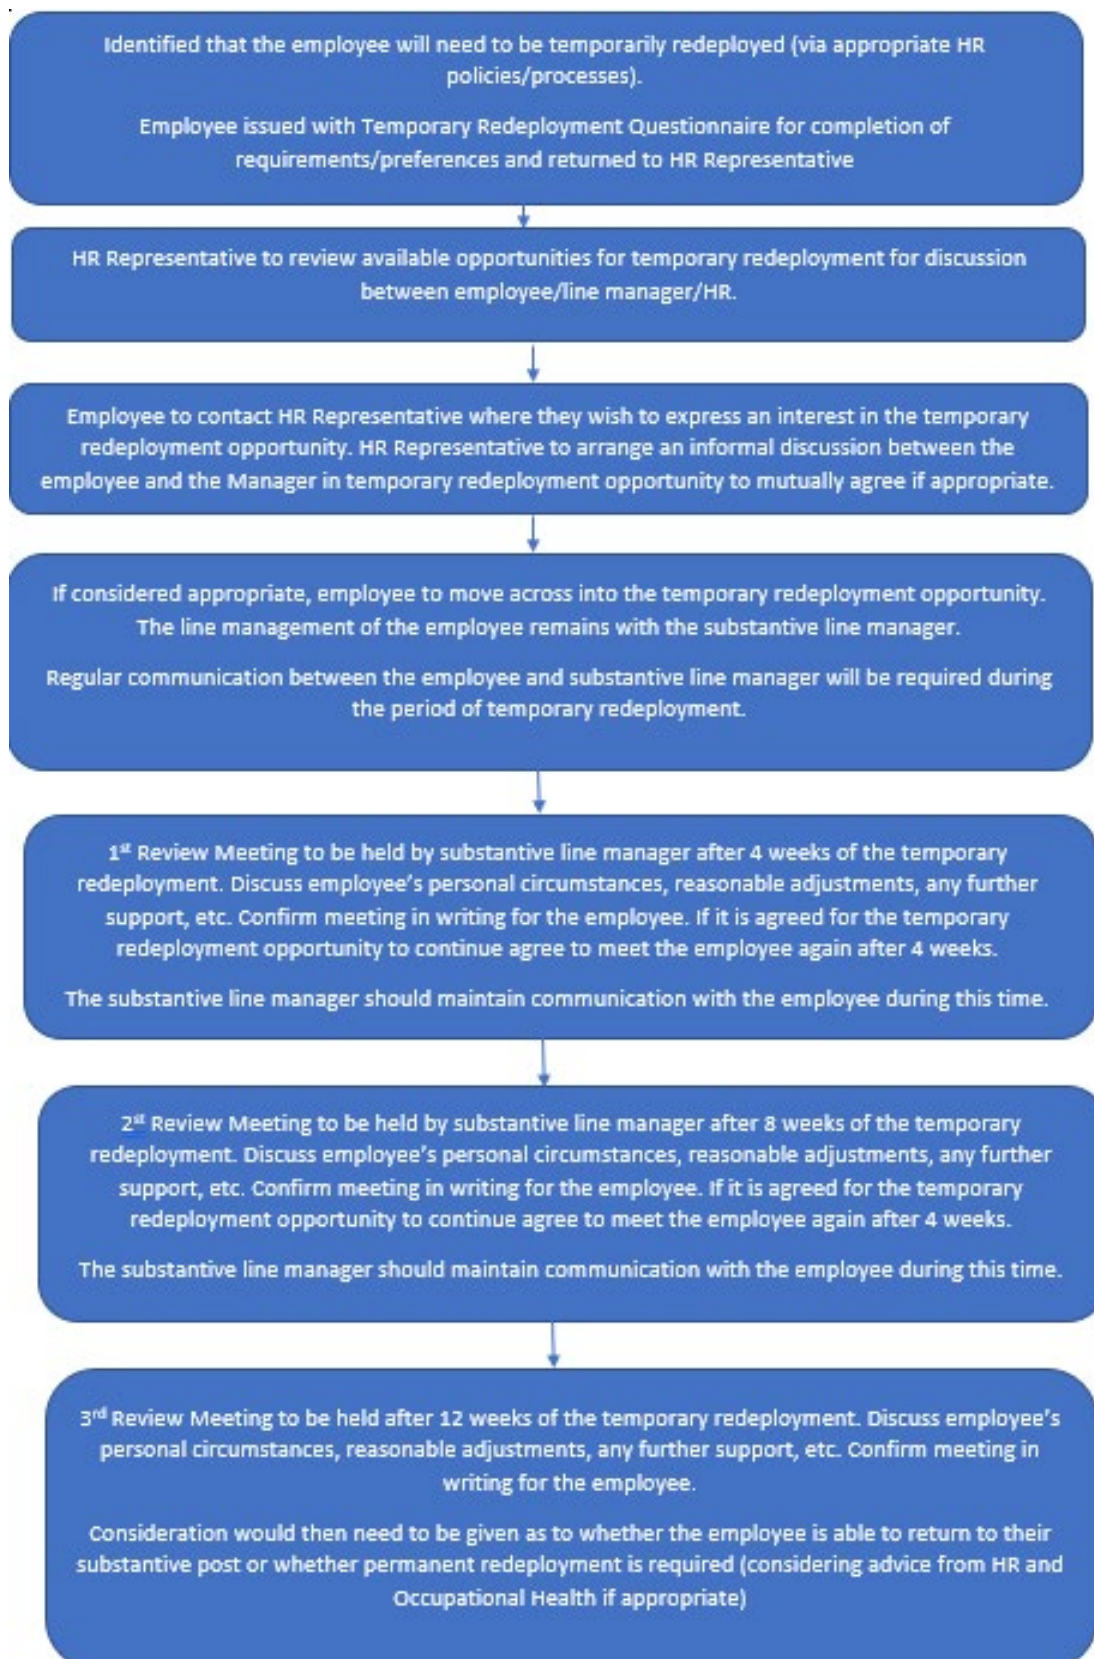 Identified that the employee will need to be temporarily redeployed (via appropriate HR
policies/processes).
Employee issued with Temporary Redeployment Questionnaire for completion of
requirements/preferences and returned to HR Representative
HR Representative to review available opportunities for temporary redeployment for discussion
between employee/line manager/HR.
Employee to contact HR Representative where they wish to express an interest in the temporary
redeployment opportunity. HR Representative to arrange an informal discussion between the
employee and the Manager in temporary redeployment opportunity to mutually agree if appropriate.
If considered appropriate, employee to move across into the temporary redeployment opportunity.
The line management of the employee remains with the substantive line manager.
Regular communication between the employee and substantive line manager will be required during
the period of temporary redeployment.
1st Review Meeting to be held by substantive line manager after 4 weeks of the temporary
redeployment. Discuss employee's personal circumstances, reasonable adjustments, any further
support, etc. Confirm meeting in writing for the employee. If it is agreed for the temporary
redeployment opportunity to continue agree to meet the employee again after 4 weeks.
The substantive line manager should maintain communication with the employee during this time.
2st Review Meeting to be held by substantive line manager after 8 weeks of the temporary
redeployment. Discuss employee's personal circumstances, reasonable adjustments, any further
support, etc. Confirm meeting in writing for the employee. If it is agreed for the temporary
redeployment opportunity to continue agree to meet the employee again after 4 weeks.
The substantive line manager should maintain communication with the employee during this time.
3rd Review Meeting to be held after 12 weeks of the temporary redeployment. Discuss employee's
personal circumstances, reasonable adjustments, any further support, etc. Confirm meeting in
writing for the employee.
Consideration would then need to be given as to whether the employee is able to return to their
substantive post or whether permanent redeployment is required (considering advice from HR and
Occupational Health if appropriate)